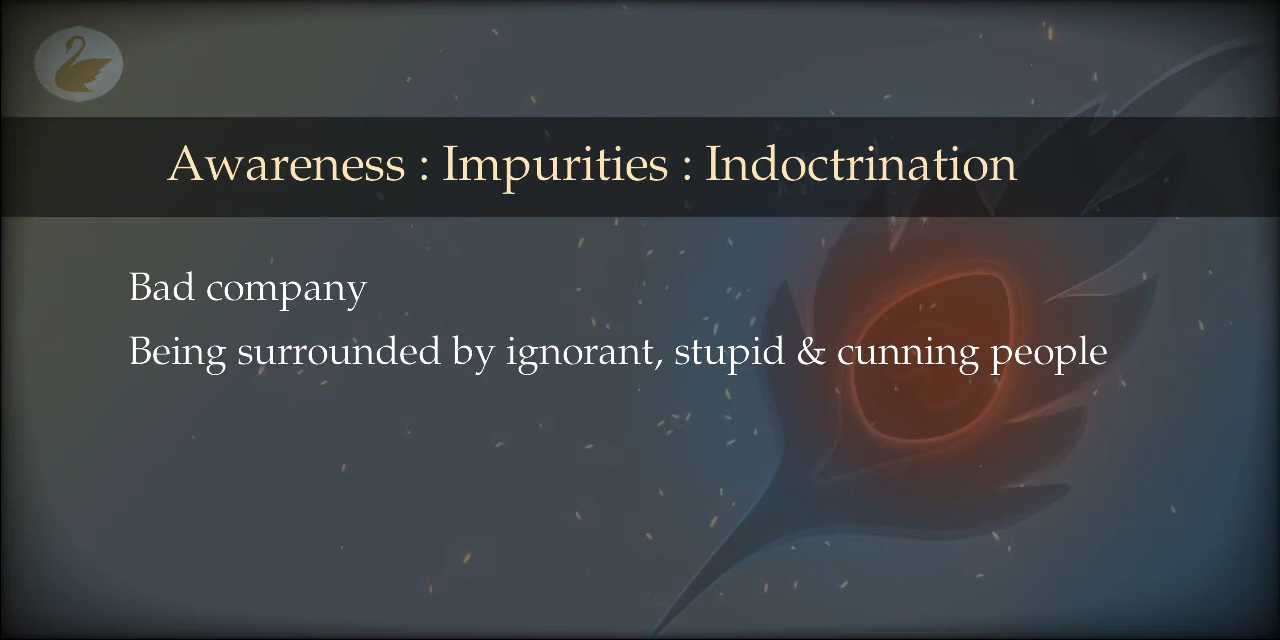 Awareness : Impurities : Indoctrination
Bad company
Being surrounded by ignorant, stupid & cunning people